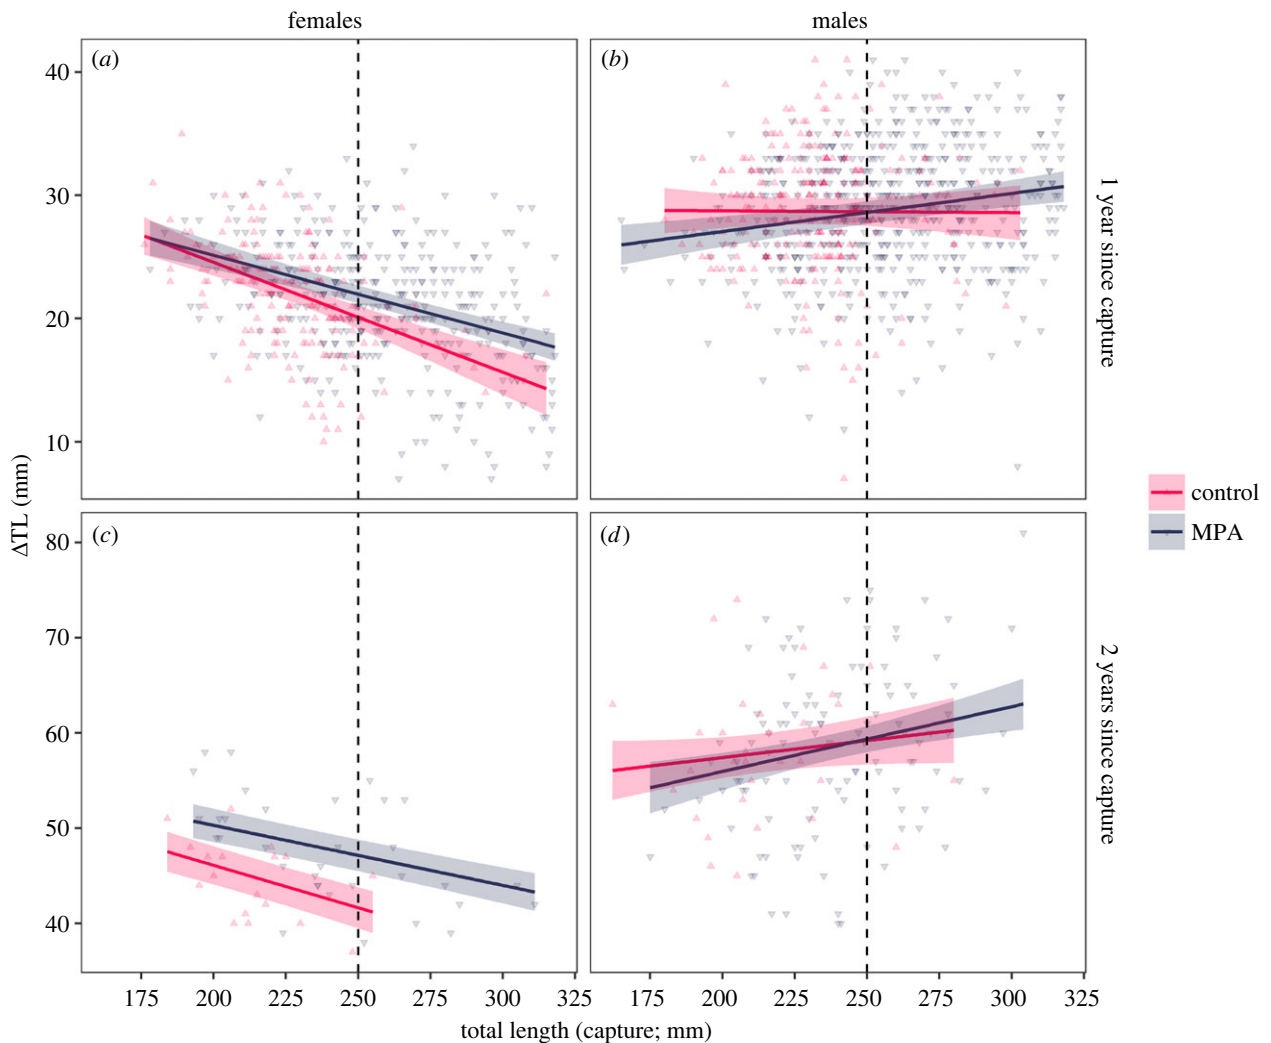 females
males
(a)
(b)
40
30
20
10
1 year since capture
ΔTL (mm)
control
MPA
(c)
(d)
80
70
60
50
40
2 years since capture
175 200 225 250 275 300 325
175 200 225 250 275 300 325
total length (capture; mm)